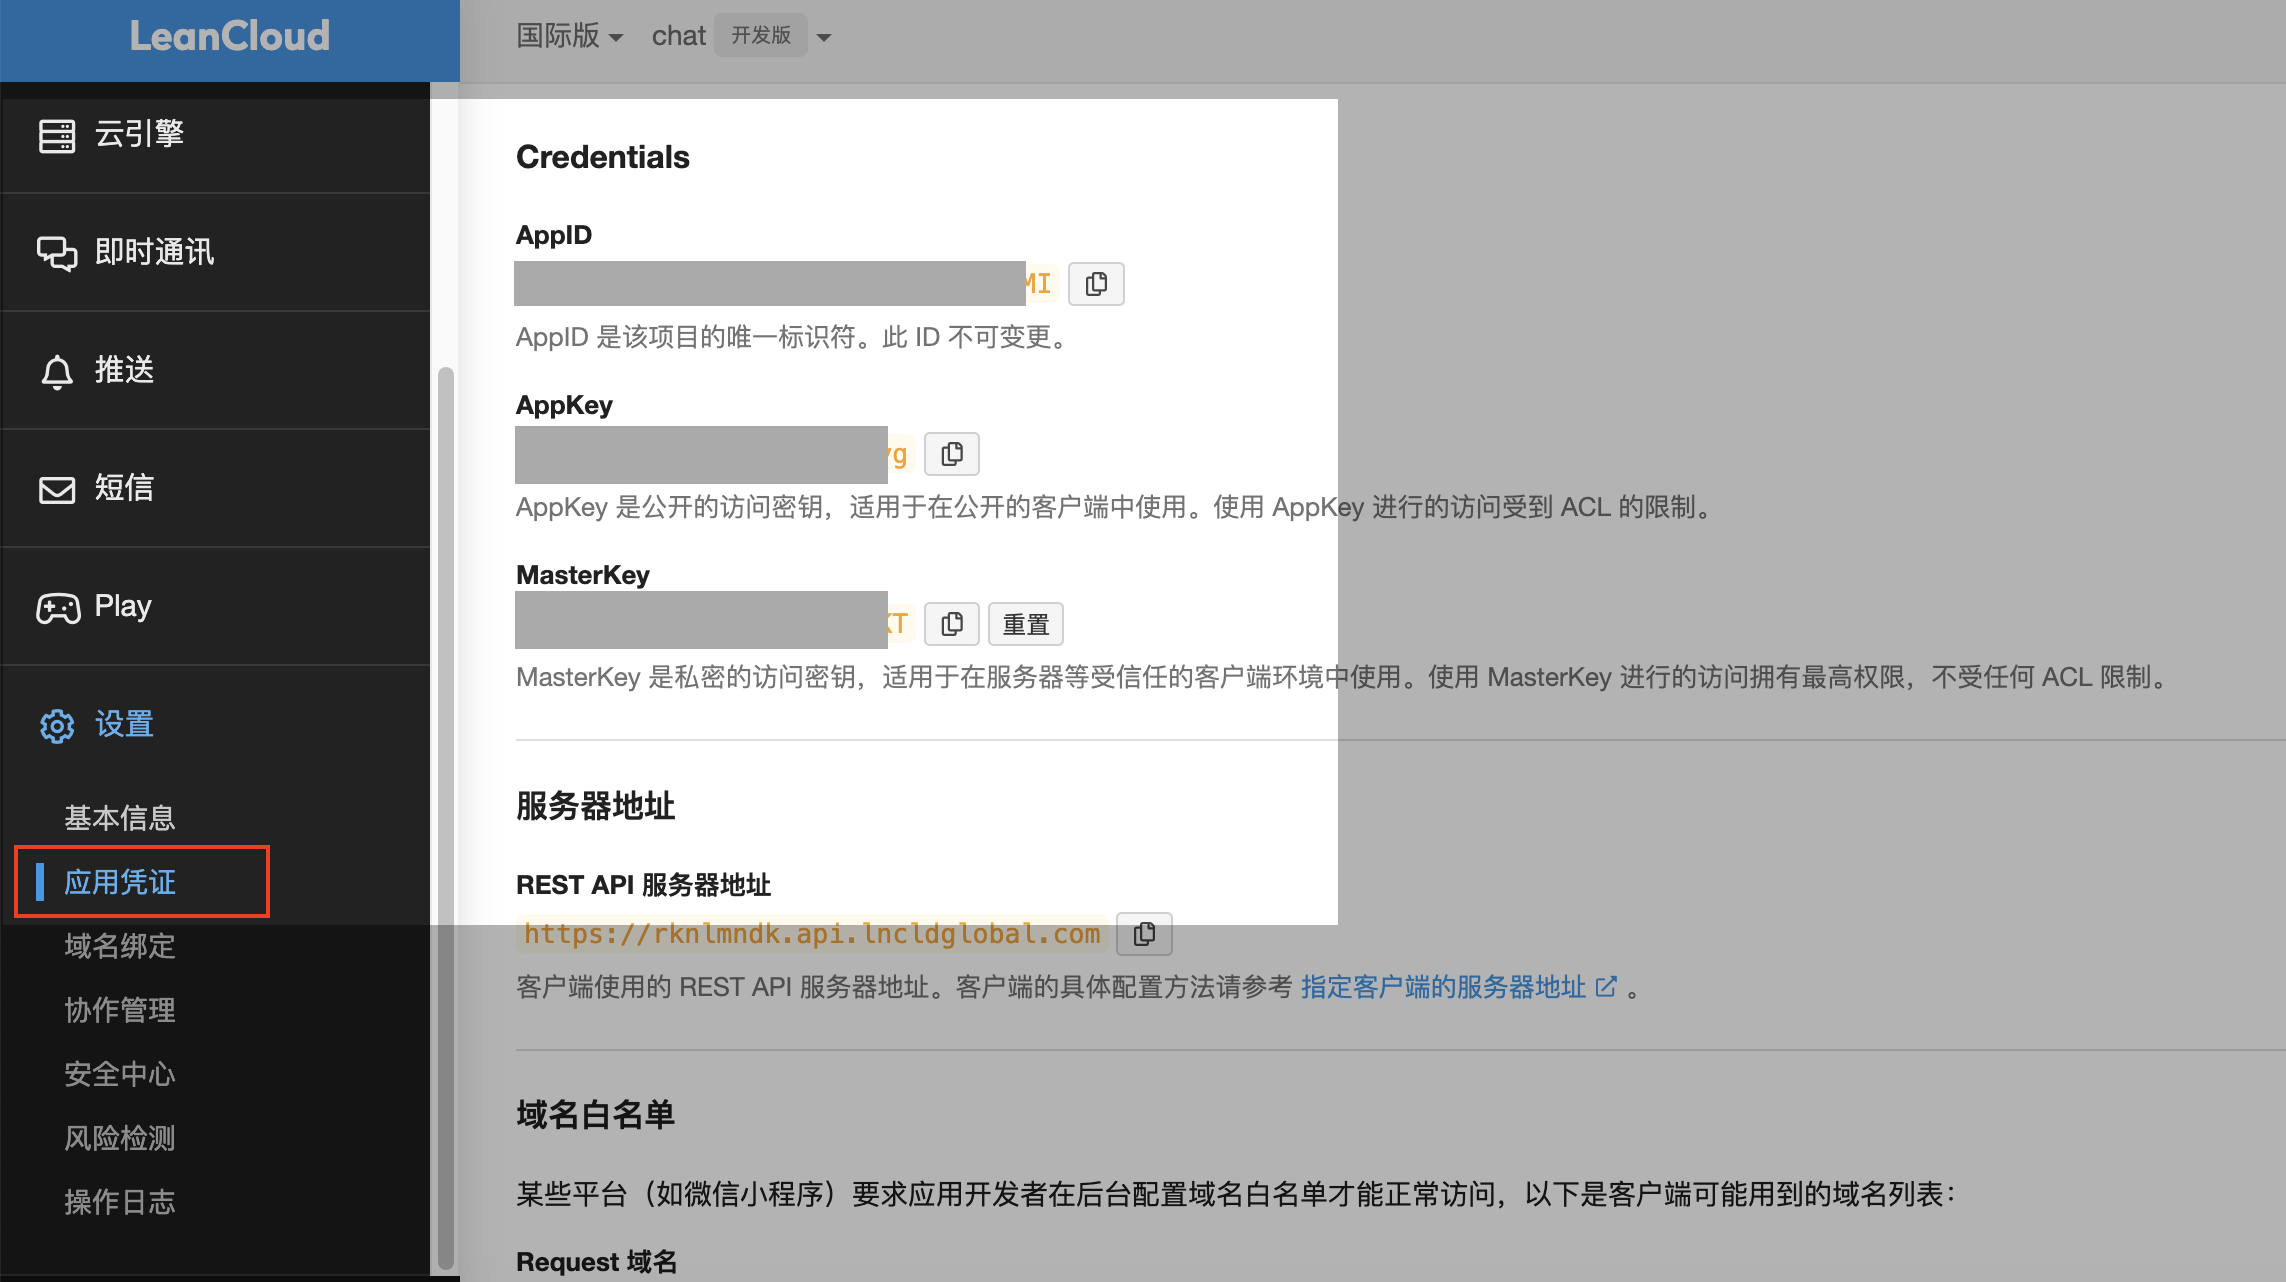 LeanCloud
国际版 chat 开发版
云引擎
即时通讯
推送
短信
Play
设置
基本信息
应用凭证
域名绑定
协作管理
安全中心
风险检测
操作日志
Credentials
AppID
MI
AppID 是该项目的唯一标识符。此 ID 不可变更。
AppKey
g
AppKey 是公开的访问密钥，适用于在公开的客户端中使用。使用 AppKey 进行的访问受到 ACL 的限制。
MasterKey
T 重置
MasterKey 是私密的访问密钥，适用于在服务器等受信任的客户端环境中使用。使用 MasterKey 进行的访问拥有最高权限，不受任何 ACL 限制。
服务器地址
REST API 服务器地址
https://rknlmndk.api.lncldglobal.com
客户端使用的 REST API 服务器地址。客户端的具体配置方法请参考 指定客户端的服务器地址 。
域名白名单
某些平台（如微信小程序）要求应用开发者在后台配置域名白名单才能正常访问，以下是客户端可能用到的域名列表：
Request 域名